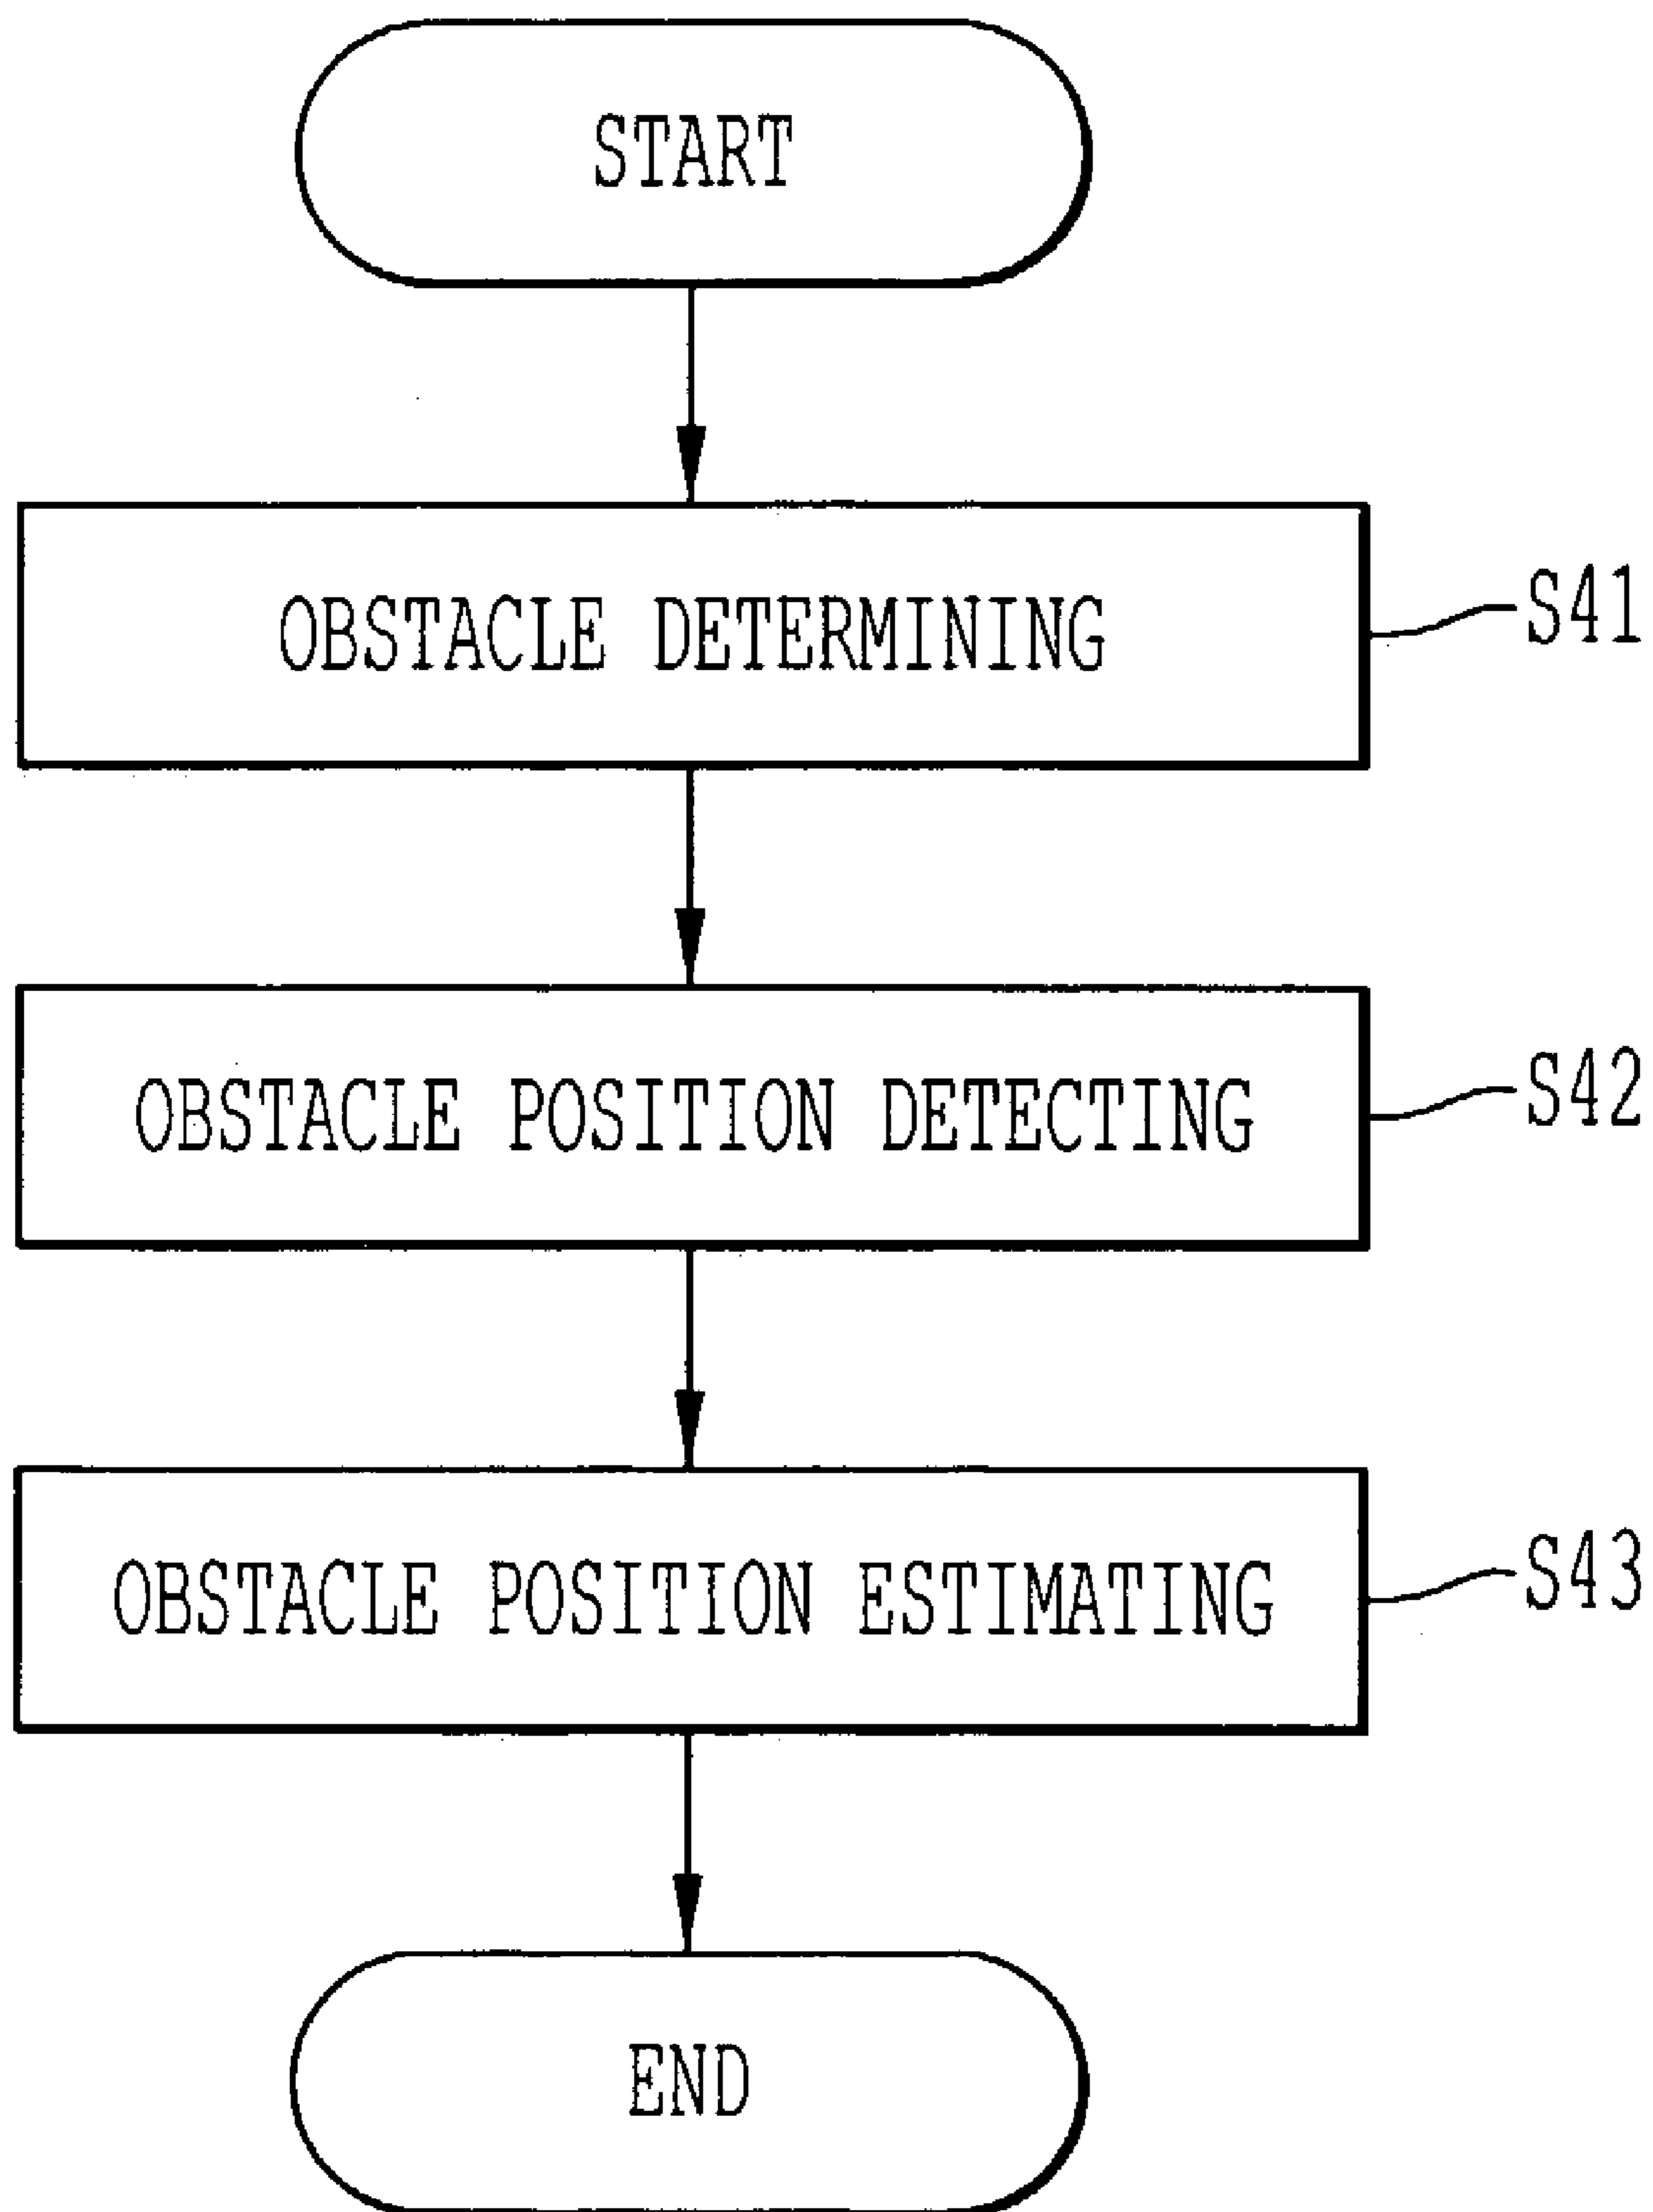 START
OBSTACLE DETERMINING
S41
OBSTACLE POSITION DETECTING
S42
OBSTACLE POSITION ESTIMATING
S43
END